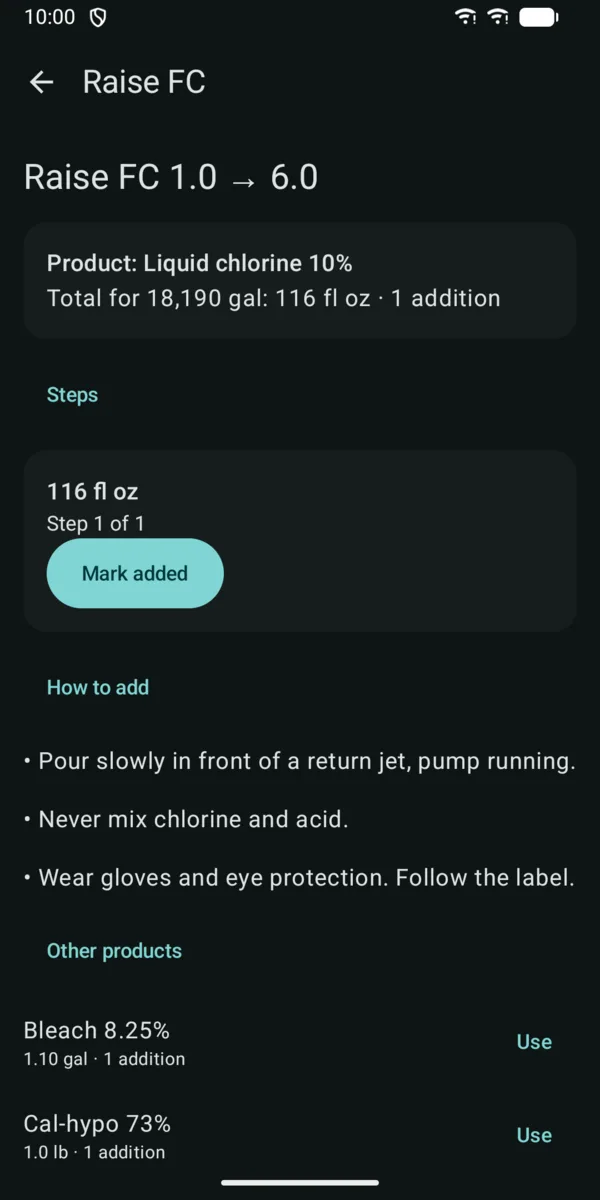 10:00
Raise FC
Raise FC 1.0 → 6.0
Product: Liquid chlorine 10%
Total for 18,190 gal: 116 fl oz · 1 addition
Steps
116 fl oz
Step 1 of 1
Mark added
How to add
• Pour slowly in front of a return jet, pump running.
• Never mix chlorine and acid.
• Wear gloves and eye protection. Follow the label.
Other products
Bleach 8.25%
1.10 gal · 1 addition
Use
Cal-hypo 73%
1.0 lb · 1 addition
Use